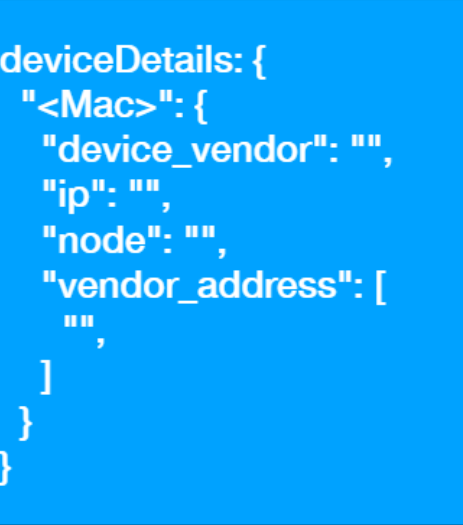 deviceDetails: {
"<Mac>": {
"device_vendor": "",
"ip": "",
"node": "",
"vendor_address": [
"",
]
}
}